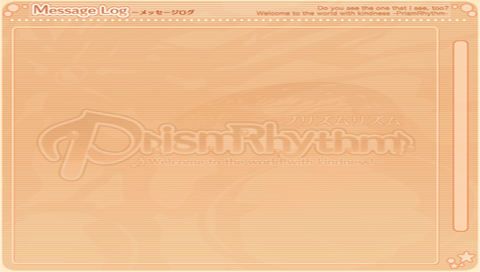 Message Log －メッセージログ
Do you see the one that I see, too?
Welcome to the world with kindness -PrismRhythm-
プリズムリズム
PrismRhythm
Welcome to the world with kindness!